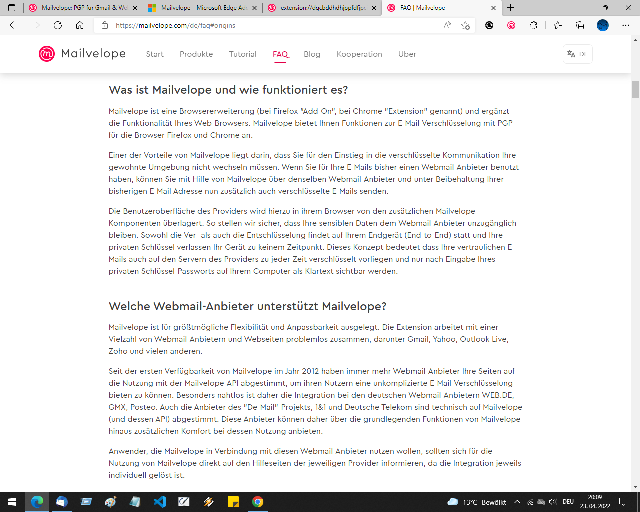 Mailvelope: PGP for Gmail & We
Mailvelope - Microsoft Edge Ad
FAQ | Mailvelope
https://mailvelope.com/de/faq#origins
Mailvelope
Start
Produkte
Tutorial
FAQ
Blog
Kooperation
Über
Was ist Mailvelope und wie funktioniert es?
Mailvelope ist eine Browsererweiterung (bei Firefox "Add-On", bei Chrome "Extension" genannt) und ergänzt
die Funktionalität Ihres Web-Browsers. Mailvelope bietet Ihnen Funktionen zur E-Mail-Verschlüsselung mit PGP
für die Browser Firefox und Chrome an.
Einer der Vorteile von Mailvelope liegt darin, dass Sie für den Einstieg in die verschlüsselte Kommunikation Ihre
gewohnte Umgebung nicht wechseln müssen. Wenn Sie für Ihre E-Mails bisher einen Webmail-Anbieter benutzt
haben, können Sie mit Hilfe von Mailvelope über denselben Webmail-Anbieter und unter Beibehaltung Ihrer
bisherigen E-Mail-Adresse nun zusätzlich auch verschlüsselte E-Mails senden.
Die Benutzeroberfläche des Providers wird hierzu in ihrem Browser von den zusätzlichen Mailvelope-
Komponenten überlagert. So stellen wir sicher, dass Ihre sensiblen Daten dem Webmail-Anbieter unzugänglich
bleiben. Sowohl die Ver- als auch die Entschlüsselung findet auf Ihrem Endgerät (End-to-End) statt und Ihre
privaten Schlüssel verlassen Ihr Gerät zu keinem Zeitpunkt. Dieses Konzept bedeutet dass Ihre vertraulichen E-
Mails auch auf den Servern des Providers zu jeder Zeit verschlüsselt vorliegen und nur nach Eingabe Ihres
privaten Schlüssel-Passworts auf Ihrem Computer als Klartext sichtbar werden.
Welche Webmail-Anbieter unterstützt Mailvelope?
Mailvelope ist für größtmögliche Flexibilität und Anpassbarkeit ausgelegt. Die Extension arbeitet mit einer
Vielzahl von Webmail-Anbietern und Webseiten problemlos zusammen, darunter Gmail, Yahoo, Outlook Live,
Zoho und vielen anderen.
Seit der ersten Verfügbarkeit von Mailvelope im Jahr 2012 haben immer mehr Webmail-Anbieter Ihre Seiten auf
die Nutzung mit der Mailvelope API abgestimmt, um ihren Nutzern eine unkomplizierte E-Mail-Verschlüsselung
bieten zu können. Besonders nahtlos ist daher die Integration bei den deutschen Webmail-Anbietern WEB.DE,
GMX, Posteo. Auch die Anbieter des "De-Mail"-Projekts, 1&1 und Deutsche Telekom sind technisch auf Mailvelope
(und dessen API) abgestimmt. Diese Anbieter können daher über die grundlegenden Funktionen von Mailvelope
hinaus zusätzlichen Komfort bei dessen Nutzung anbieten.
Anwender, die Mailvelope in Verbindung mit diesen Webmail-Anbieter nutzen wollen, sollten sich für die
Nutzung von Mailvelope direkt auf den Hilfeseiten der jeweiligen Provider informieren, da die Integration jeweils
individuell gelöst ist.
13°C Bewölkt
DEU
20:09
23.04.2022